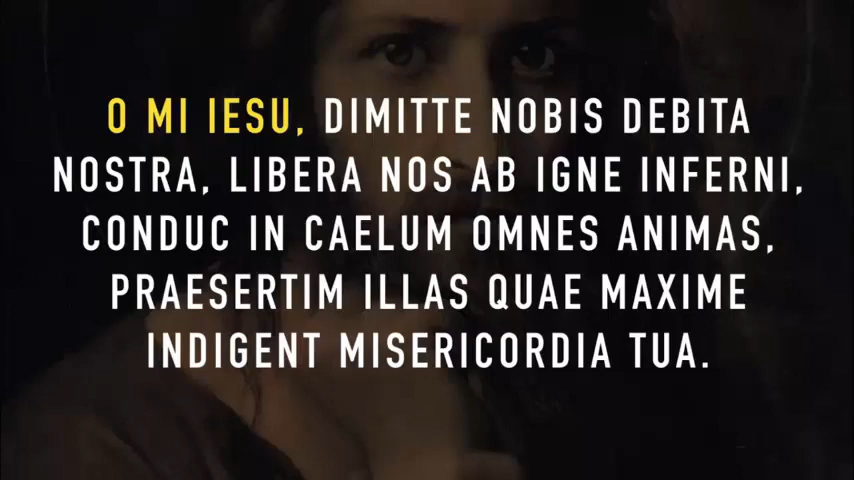 O MI IESU, DIMITTE NOBIS DEBITA
NOSTRA, LIBERA NOS AB IGNE INFERNI,
CONDUC IN CAELUM OMNES ANIMAS,
PRAESERTIM ILLAS QUAE MAXIME
INDIGENT MISERICORDIA TUA.